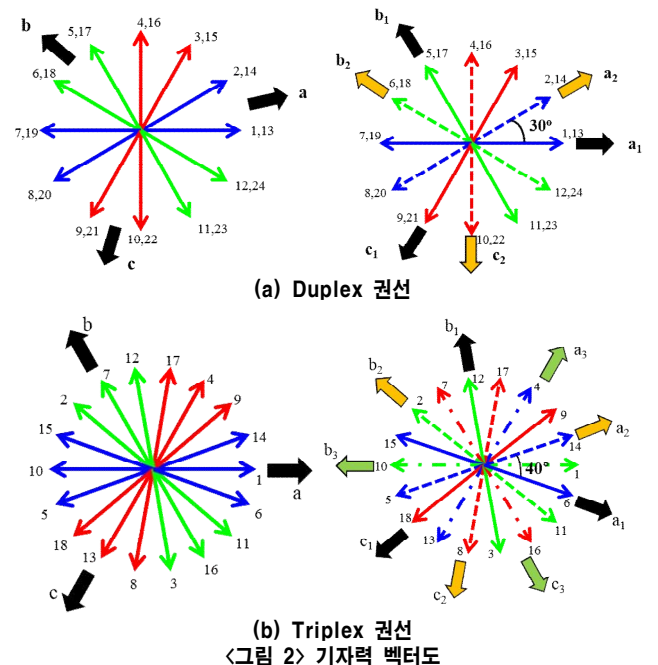 b
5,17
4,16
3,15
6,18
2,14
a
7,19
1,13
8,20
12,24
9,21
10,22
11,23
c
b₁
5,17
4,16
3,15
b₂
6,18
2,14
a₂
30°
7,19
1,13
a₁
8,20
12,24
9,21
10,22
11,23
c₁
c₂
(a) Duplex 권선
b
7
12
17
4
2
9
15
14
10
1
a
5
6
18
11
13
8
3
16
c
b₁
b₂
7
12
17
4
a₃
2
9
15
14
a₂
b₃
10
40°
1
5
6
a₁
18
11
13
8
3
16
c₁
c₂
c₃
(b) Triplex 권선
<그림 2> 기자력 벡터도